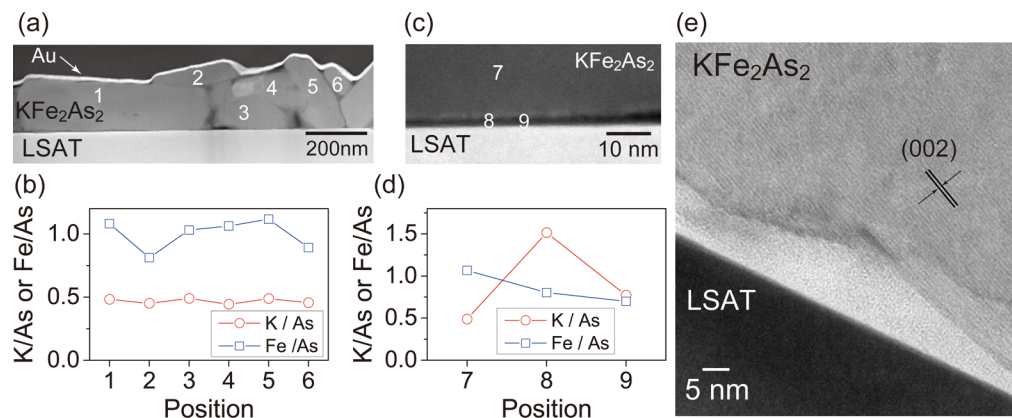 (a)
Au
1
2
3
4
5
6
KFe₂As₂
LSAT
200nm
(b)
K/As or Fe/As
1.0
0.5
0.0
K / As
Fe /As
1 2 3 4 5 6
Position
(c)
KFe₂As₂
7
8 9
LSAT
10 nm
(d)
K/As or Fe/As
1.5
1.0
0.5
0.0
K / As
Fe / As
7 8 9
Position
(e)
KFe₂As₂
(002)
LSAT
5 nm